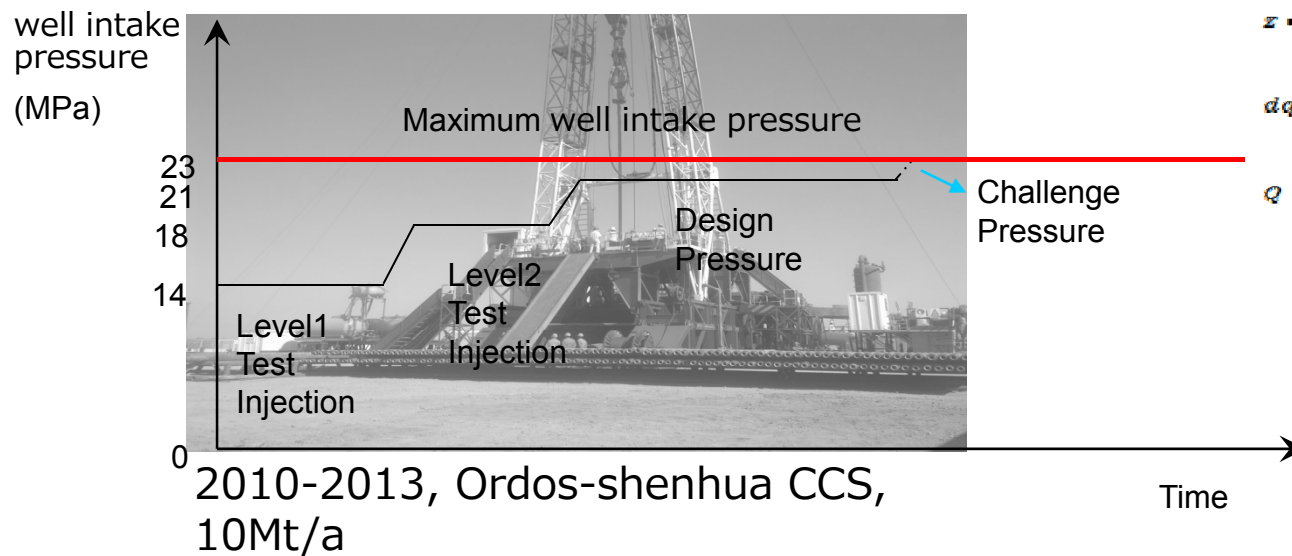 well intake
pressure
(MPa)
Maximum well intake pressure
23
21
18
14
0
Challenge
Pressure
Design
Pressure
Level2
Test
Injection
Level1
Test
Injection
2010-2013, Ordos-shenhua CCS,
10Mt/a
Time
z
dq
Q